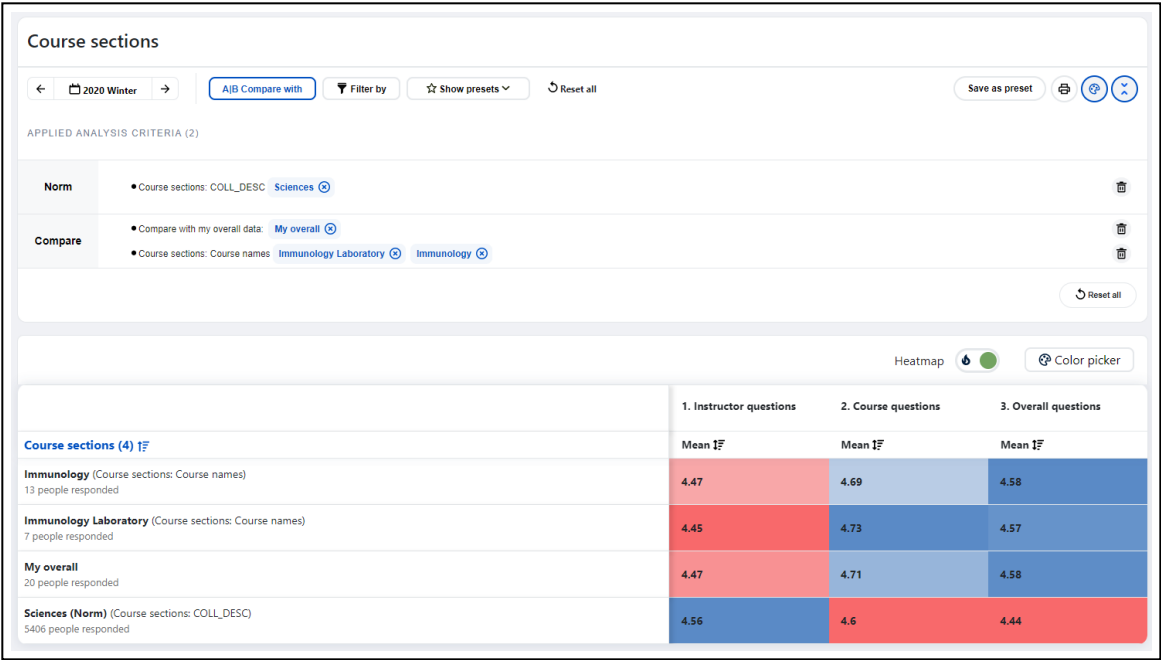 Course sections
2020 Winter A|B Compare with Filter by Show presets Reset all Save as preset
APPLIED ANALYSIS CRITERIA (2)
Norm Course sections: COLL_DESC Sciences
Compare
Compare with my overall data: My overall
Course sections: Course names Immunology Laboratory Immunology
Reset all
Heatmap Color picker
1. Instructor questions 2. Course questions 3. Overall questions
Course sections (4) Mean Mean Mean
Immunology (Course sections: Course names)
13 people responded
4.47 4.69 4.58
Immunology Laboratory (Course sections: Course names)
7 people responded
4.45 4.73 4.57
My overall
20 people responded
4.47 4.71 4.58
Sciences (Norm) (Course sections: COLL_DESC)
5406 people responded
4.56 4.6 4.44